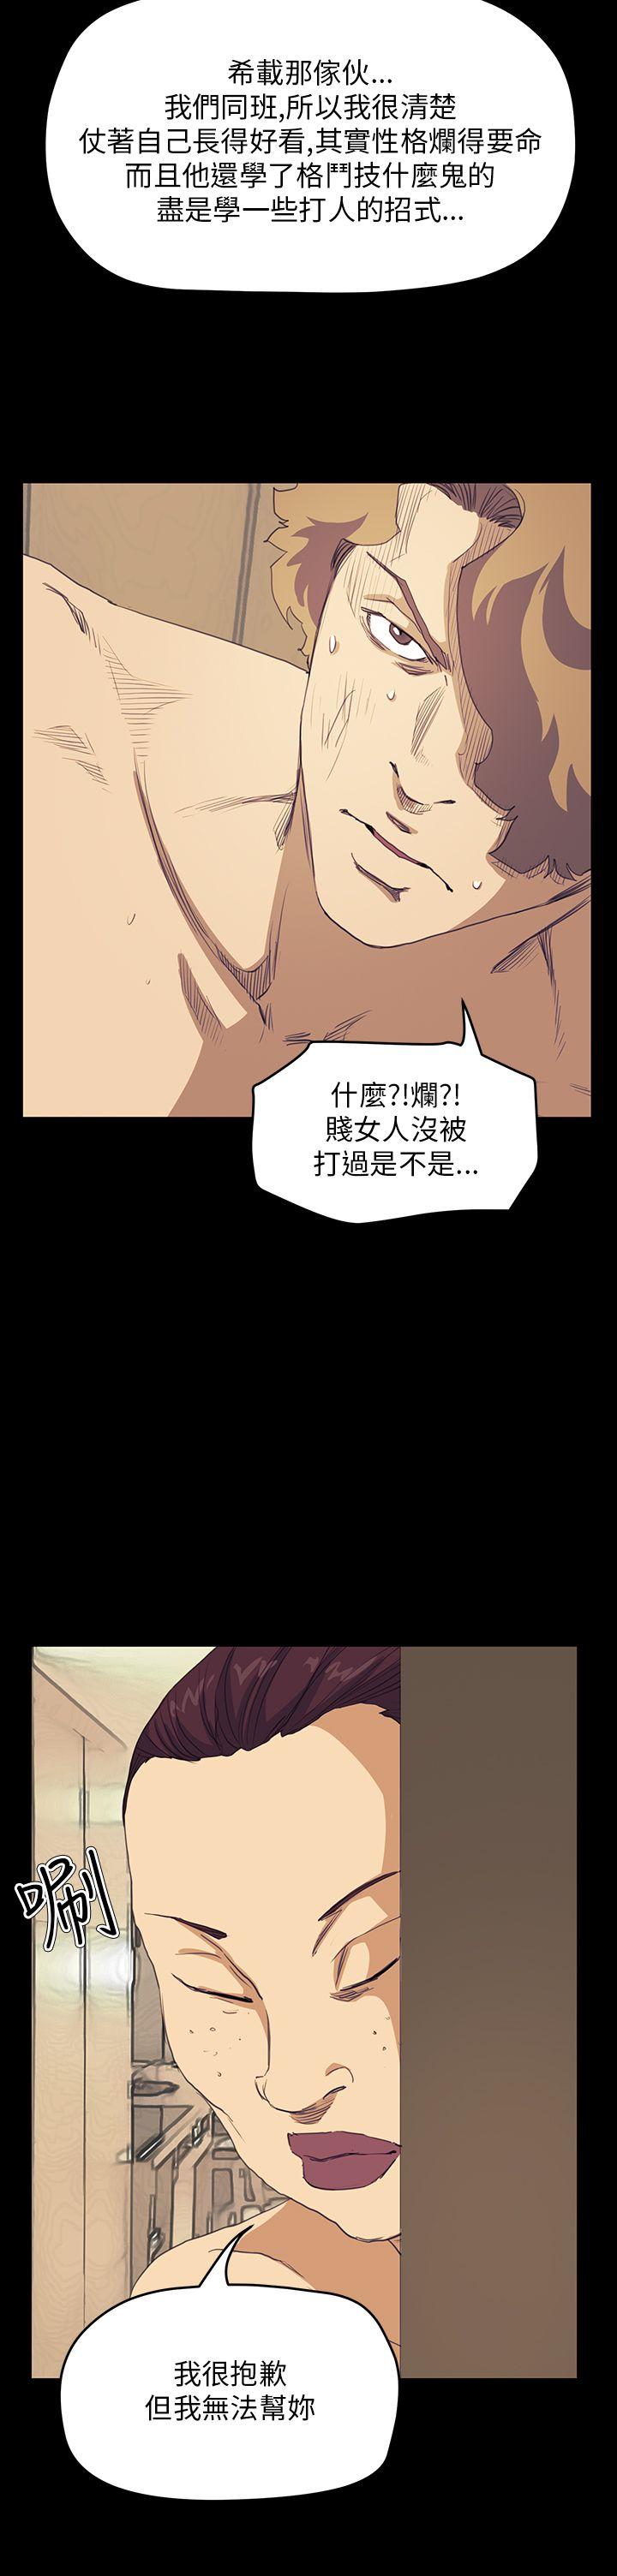 希載那傢伙...
我們同班,所以我很清楚
仗著自己長得好看,其實性格爛得要命
而且他還學了格鬥技什麼鬼的
盡是學一些打人的招式...
什麼?!爛?!
賤女人沒被
打過是不是...
唰
我很抱歉
但我無法幫妳